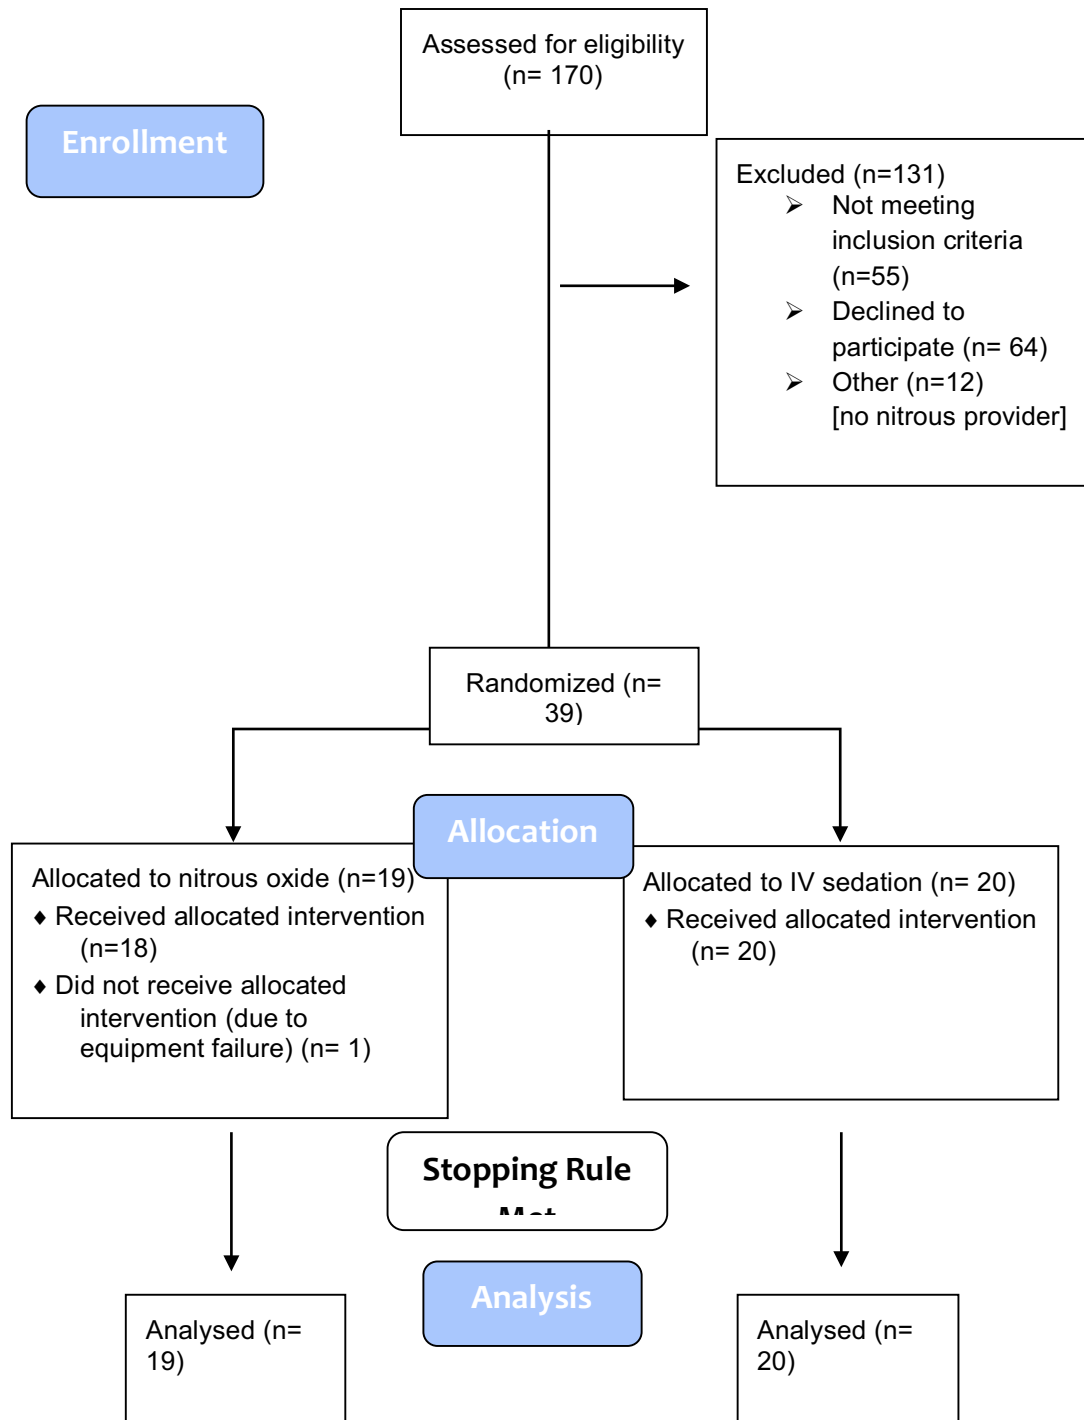 Assessed for eligibility
(n= 170)
Enrollment
Excluded (n=131)
➢ Not meeting
inclusion criteria
(n=55)
➢ Declined to
participate (n= 64)
➢ Other (n=12)
[no nitrous provider]
Randomized (n=
39)
Allocation
Allocated to nitrous oxide (n=19)
♦ Received allocated intervention
(n=18)
♦ Did not receive allocated
intervention (due to
equipment failure) (n= 1)
Allocated to IV sedation (n= 20)
♦ Received allocated intervention
(n= 20)
Stopping Rule
Met
Analysis
Analysed (n=
19)
Analysed (n=
20)